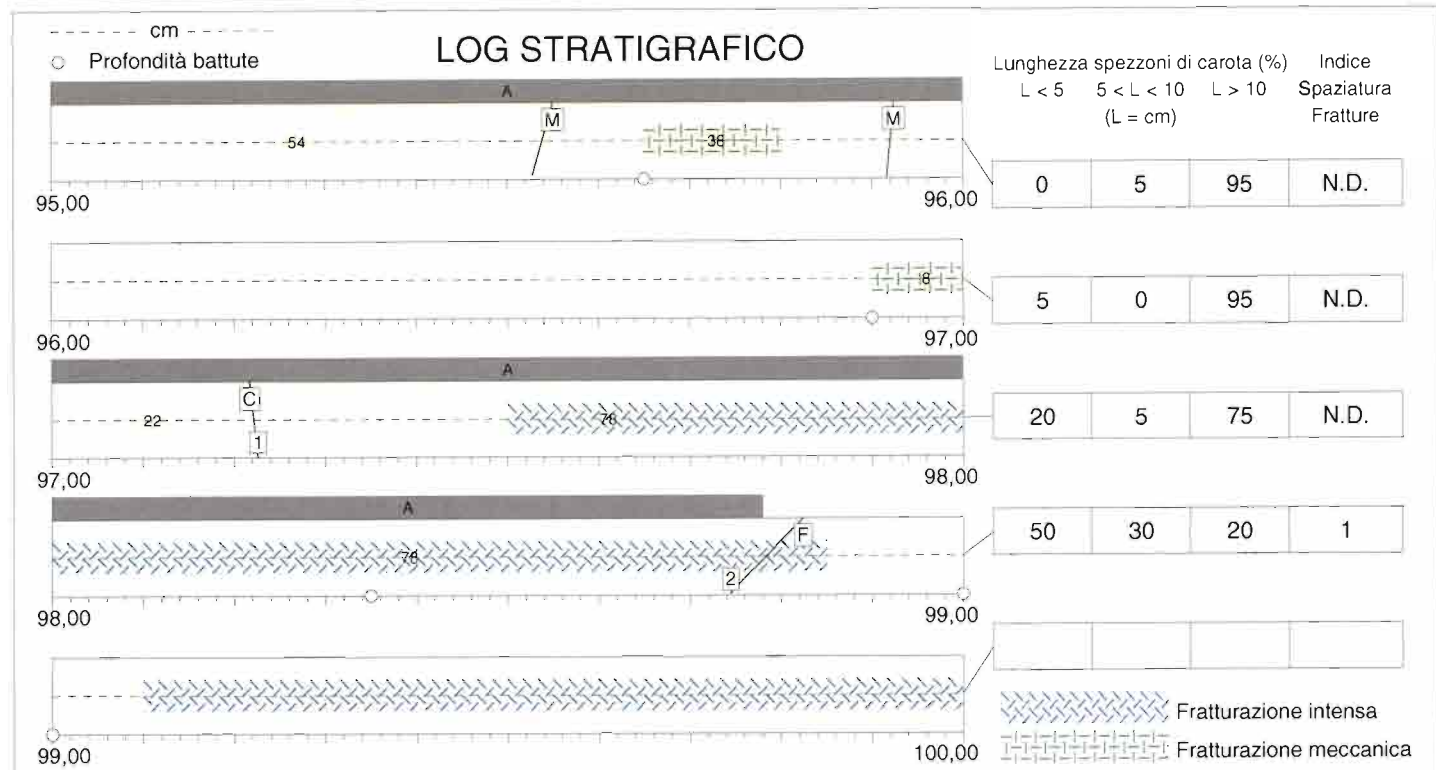 cm
Profondità battute
LOG STRATIGRAFICO
Lunghezza spezzoni di carota (%)
L < 5 5 < L < 10 L > 10
(L = cm)
Indice
Spaziatura
Fratture
A
M M
54 38
95,00 96,00
0 5 95 N.D.
8
96,00 97,00
5 0 95 N.D.
A
C
22 78
1
97,00 98,00
20 5 75 N.D.
A
F
78
2
98,00 99,00
50 30 20 1
99,00 100,00
Fratturazione intensa
Fratturazione meccanica